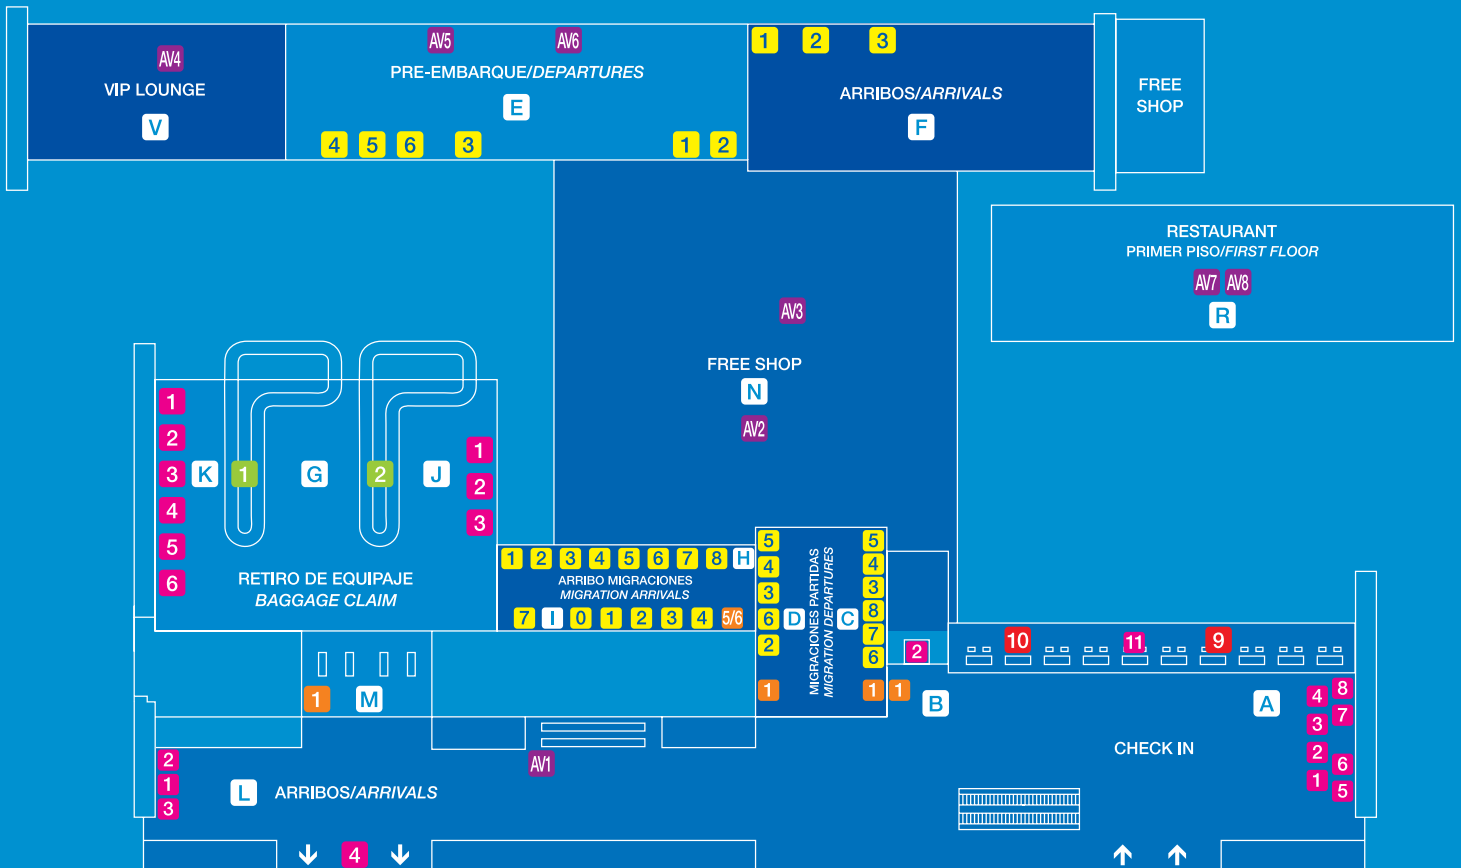 AV4
VIP LOUNGE
V
AV5 AV6
PRE-EMBARQUE/DEPARTURES
E
4 5 6 3 1 2
1 2 3
ARRIBOS/ARRIVALS
F
FREE
SHOP
RESTAURANT
PRIMER PISO/FIRST FLOOR
AV7 AV8
R
AV3
FREE SHOP
N
AV2
1
2
3
4
5
6
K 1 G 2 J
1
2
3
RETIRO DE EQUIPAJE
BAGGAGE CLAIM
1 2 3 4 5 6 7 8 H
ARRIBO MIGRACIONES
MIGRATION ARRIVALS
7 I 0 1 2 3 4 5/6
5
4
3
6
2
1
D
MIGRACIONES PARTIDAS
MIGRATION DEPARTURES
C
5
4
3
8
7
6
1
1
2
B
10 11 9
A
4
3
2
1
8
7
6
5
CHECK IN
1 M
2
1
3
L ARRIBOS/ARRIVALS
AV1
4